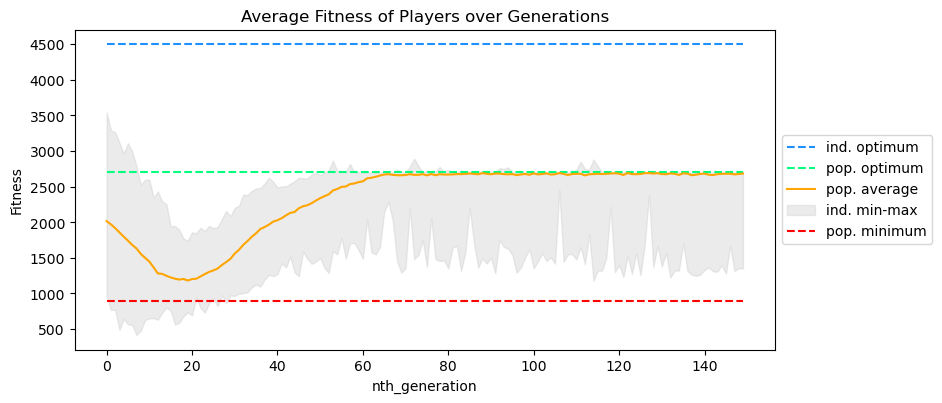 Average Fitness of Players over Generations
Fitness
4500
4000
3500
3000
2500
2000
1500
1000
500
0
20
40
60
80
100
120
140
nth_generation
ind. optimum
pop. optimum
pop. average
ind. min-max
pop. minimum